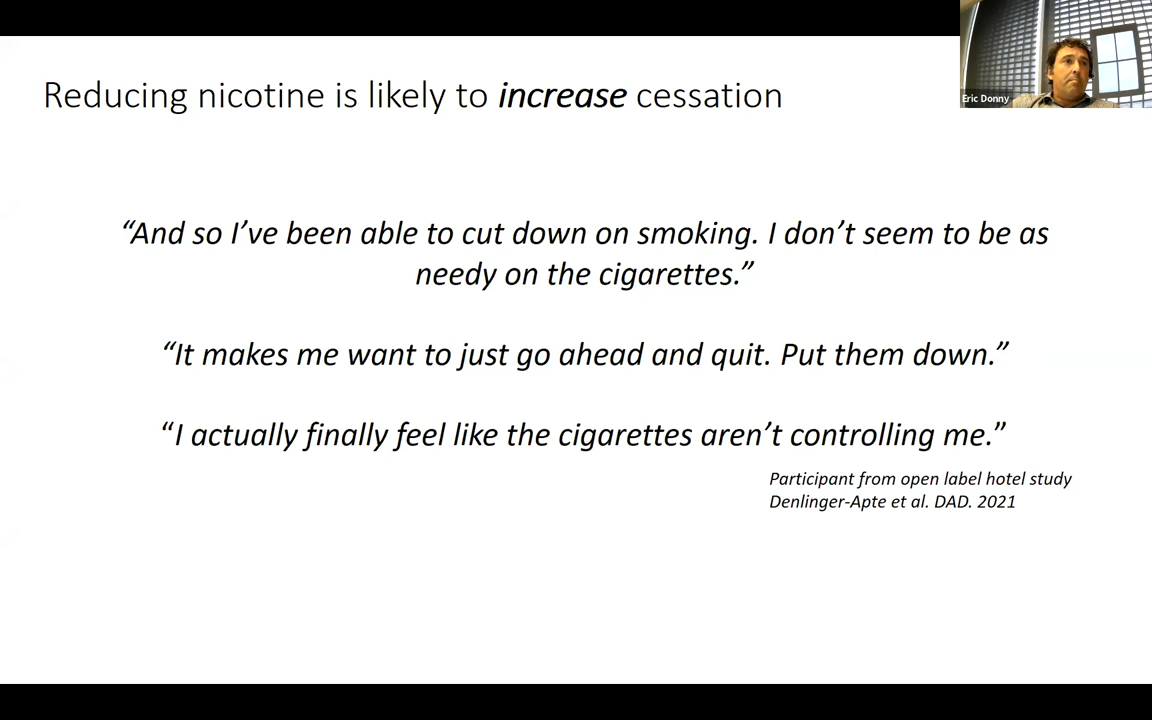 Reducing nicotine is likely to increase cessation
Eric Donny
“And so I’ve been able to cut down on smoking. I don’t seem to be as
needy on the cigarettes.”
“It makes me want to just go ahead and quit. Put them down.”
“I actually finally feel like the cigarettes aren’t controlling me.”
Participant from open label hotel study
Denlinger-Apte et al. DAD. 2021